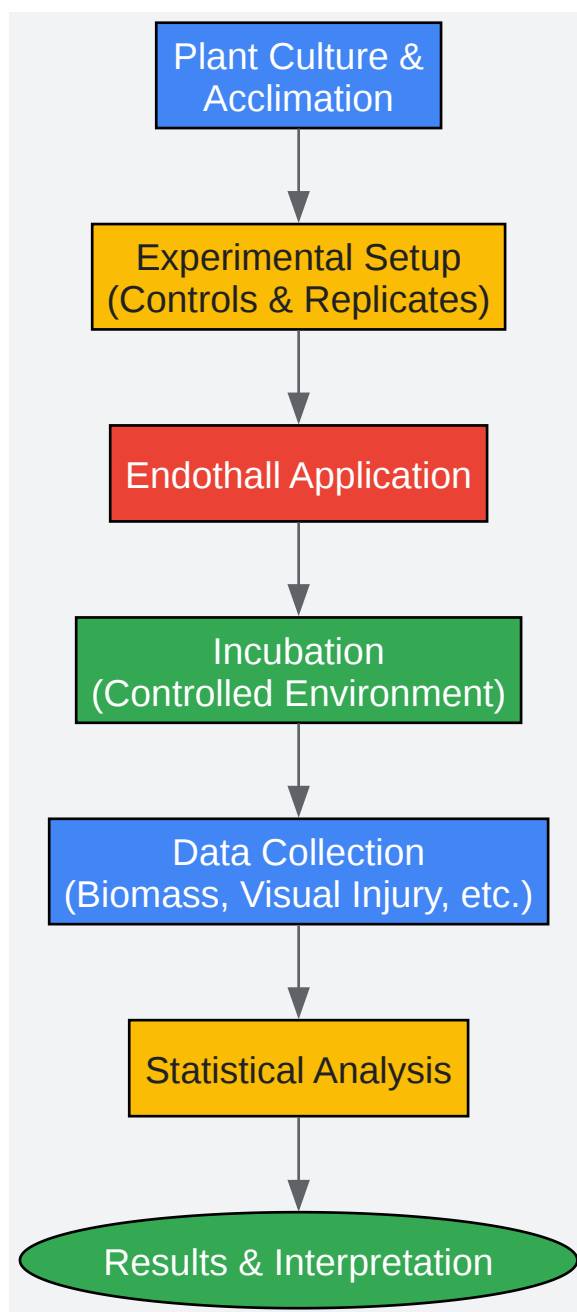 Plant Culture &
Acclimation
Experimental Setup
(Controls & Replicates)
Endothall Application
Incubation
(Controlled Environment)
Data Collection
(Biomass, Visual Injury, etc.)
Statistical Analysis
Results & Interpretation